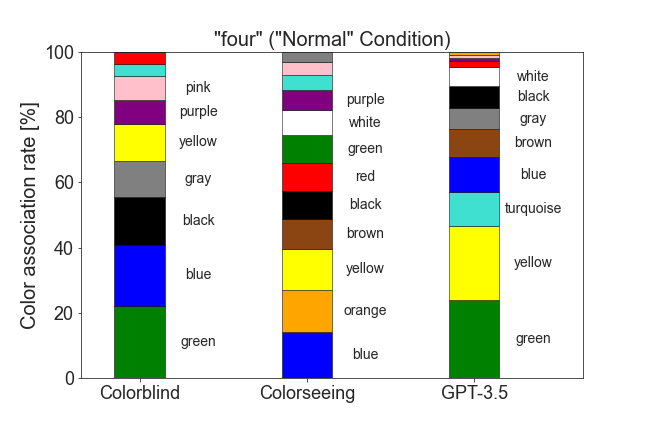 "four" ("Normal" Condition)
Color association rate [%]
100
80
60
40
20
0
pink
purple
yellow
gray
black
blue
green
purple
white
green
red
black
brown
yellow
orange
blue
white
black
gray
brown
blue
turquoise
yellow
green
Colorblind
Colorseeing
GPT-3.5